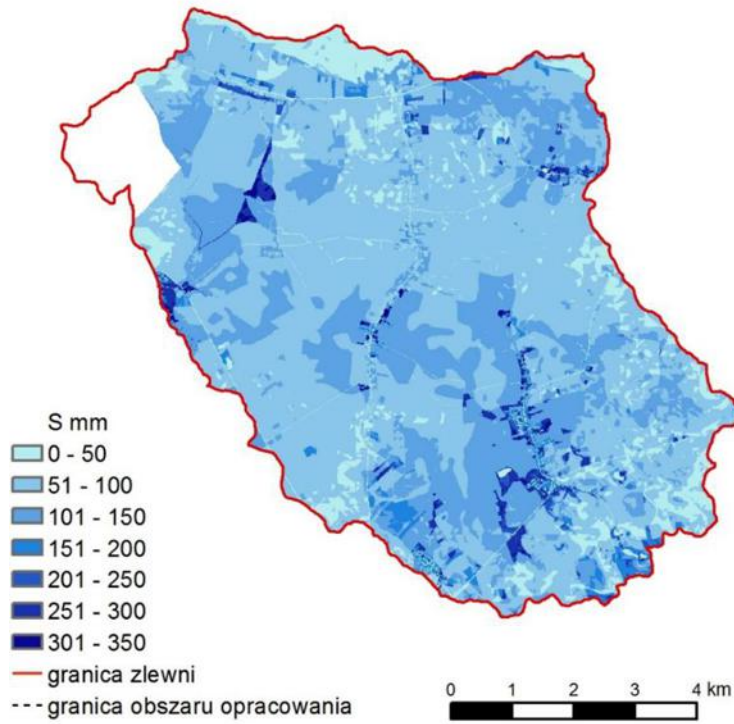 S mm
0 - 50
51 - 100
101 - 150
151 - 200
201 - 250
251 - 300
301 - 350
granica zlewni
granica obszaru opracowania
0 1 2 3 4 km